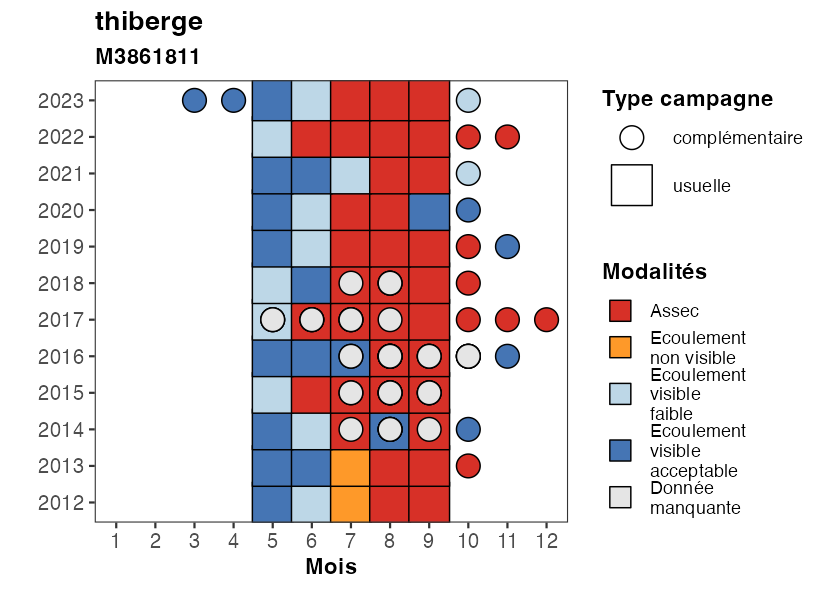 thiberge
M3861811
2023
2022
2021
2020
2019
2018
2017
2016
2015
2014
2013
2012
1 2 3 4 5 6 7 8 9 10 11 12
Mois
Type campagne
complémentaire
usuelle
Modalités
Assec
Ecoulement
non visible
Ecoulement
visible
faible
Ecoulement
visible
acceptable
Donnée
manquante